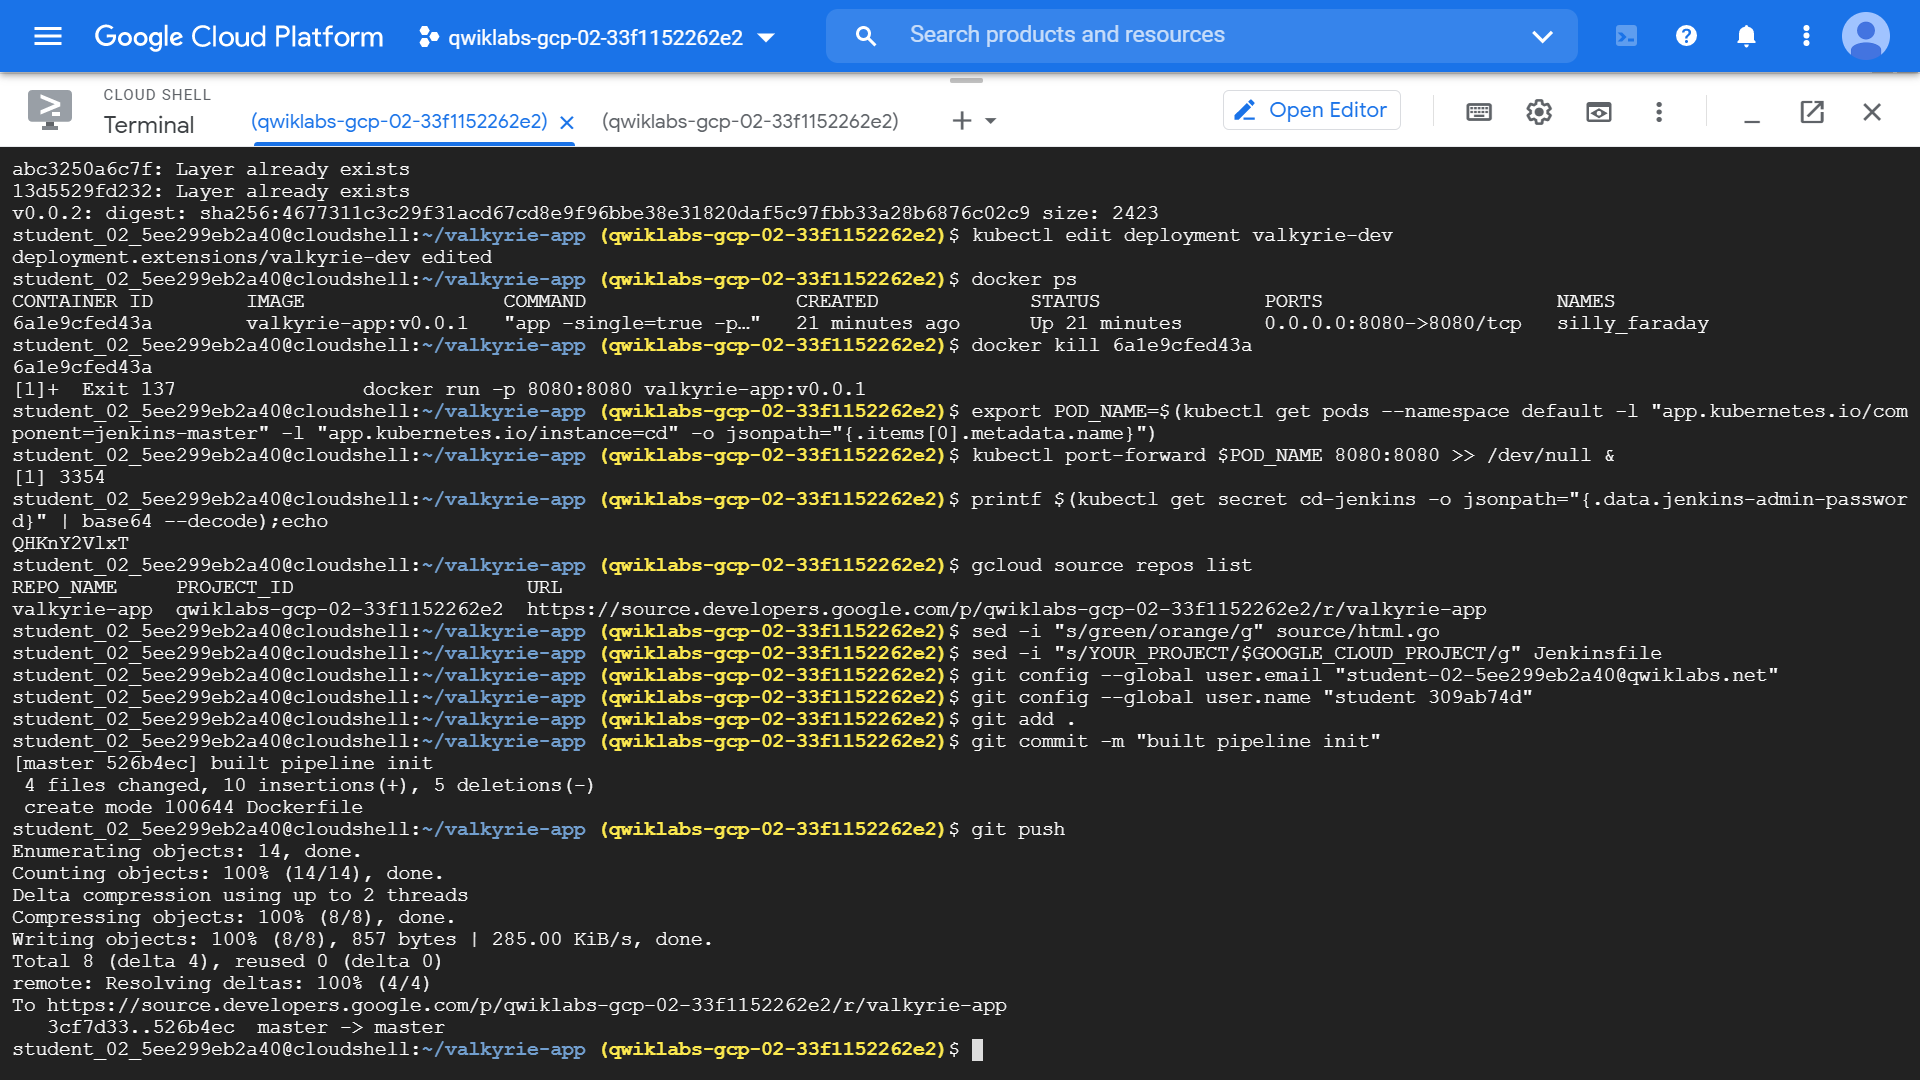 Google Cloud Platform
qwiklabs-gcp-02-33f1152262e2
Search products and resources
CLOUD SHELL
Terminal
(qwiklabs-gcp-02-33f1152262e2)
(qwiklabs-gcp-02-33f1152262e2)
Open Editor
abc3250a6c7f: Layer already exists
13d5529fd232: Layer already exists
v0.0.2: digest: sha256:4677311c3c29f31acd67cd8e9f96bbe38e31820daf5c97fbb33a28b6876c02c9 size: 2423
student_02_5ee299eb2a40@cloudshell:~/valkyrie-app (qwiklabs-gcp-02-33f1152262e2)$ kubectl edit deployment valkyrie-dev
deployment.extensions/valkyrie-dev edited
student_02_5ee299eb2a40@cloudshell:~/valkyrie-app (qwiklabs-gcp-02-33f1152262e2)$ docker ps
CONTAINER ID        IMAGE                 COMMAND                  CREATED             STATUS              PORTS                    NAMES
6a1e9cfed43a        valkyrie-app:v0.0.1   "app -single=true -p…"   21 minutes ago      Up 21 minutes       0.0.0.0:8080->8080/tcp   silly_faraday
student_02_5ee299eb2a40@cloudshell:~/valkyrie-app (qwiklabs-gcp-02-33f1152262e2)$ docker kill 6a1e9cfed43a
6a1e9cfed43a
[1]+  Exit 137                docker run -p 8080:8080 valkyrie-app:v0.0.1
student_02_5ee299eb2a40@cloudshell:~/valkyrie-app (qwiklabs-gcp-02-33f1152262e2)$ export POD_NAME=$(kubectl get pods --namespace default -l "app.kubernetes.io/com
ponent=jenkins-master" -l "app.kubernetes.io/instance=cd" -o jsonpath="{.items[0].metadata.name}")
student_02_5ee299eb2a40@cloudshell:~/valkyrie-app (qwiklabs-gcp-02-33f1152262e2)$ kubectl port-forward $POD_NAME 8080:8080 >> /dev/null &
[1] 3354
student_02_5ee299eb2a40@cloudshell:~/valkyrie-app (qwiklabs-gcp-02-33f1152262e2)$ printf $(kubectl get secret cd-jenkins -o jsonpath="{.data.jenkins-admin-passwor
d}" | base64 --decode);echo
QHKnY2VlxT
student_02_5ee299eb2a40@cloudshell:~/valkyrie-app (qwiklabs-gcp-02-33f1152262e2)$ gcloud source repos list
REPO_NAME     PROJECT_ID                    URL
valkyrie-app  qwiklabs-gcp-02-33f1152262e2  https://source.developers.google.com/p/qwiklabs-gcp-02-33f1152262e2/r/valkyrie-app
student_02_5ee299eb2a40@cloudshell:~/valkyrie-app (qwiklabs-gcp-02-33f1152262e2)$ sed -i "s/green/orange/g" source/html.go
student_02_5ee299eb2a40@cloudshell:~/valkyrie-app (qwiklabs-gcp-02-33f1152262e2)$ sed -i "s/YOUR_PROJECT/$GOOGLE_CLOUD_PROJECT/g" Jenkinsfile
student_02_5ee299eb2a40@cloudshell:~/valkyrie-app (qwiklabs-gcp-02-33f1152262e2)$ git config --global user.email "student-02-5ee299eb2a40@qwiklabs.net"
student_02_5ee299eb2a40@cloudshell:~/valkyrie-app (qwiklabs-gcp-02-33f1152262e2)$ git config --global user.name "student 309ab74d"
student_02_5ee299eb2a40@cloudshell:~/valkyrie-app (qwiklabs-gcp-02-33f1152262e2)$ git add .
student_02_5ee299eb2a40@cloudshell:~/valkyrie-app (qwiklabs-gcp-02-33f1152262e2)$ git commit -m "built pipeline init"
[master 526b4ec] built pipeline init
 4 files changed, 10 insertions(+), 5 deletions(-)
 create mode 100644 Dockerfile
student_02_5ee299eb2a40@cloudshell:~/valkyrie-app (qwiklabs-gcp-02-33f1152262e2)$ git push
Enumerating objects: 14, done.
Counting objects: 100% (14/14), done.
Delta compression using up to 2 threads
Compressing objects: 100% (8/8), done.
Writing objects: 100% (8/8), 857 bytes | 285.00 KiB/s, done.
Total 8 (delta 4), reused 0 (delta 0)
remote: Resolving deltas: 100% (4/4)
To https://source.developers.google.com/p/qwiklabs-gcp-02-33f1152262e2/r/valkyrie-app
   3cf7d33..526b4ec  master -> master
student_02_5ee299eb2a40@cloudshell:~/valkyrie-app (qwiklabs-gcp-02-33f1152262e2)$